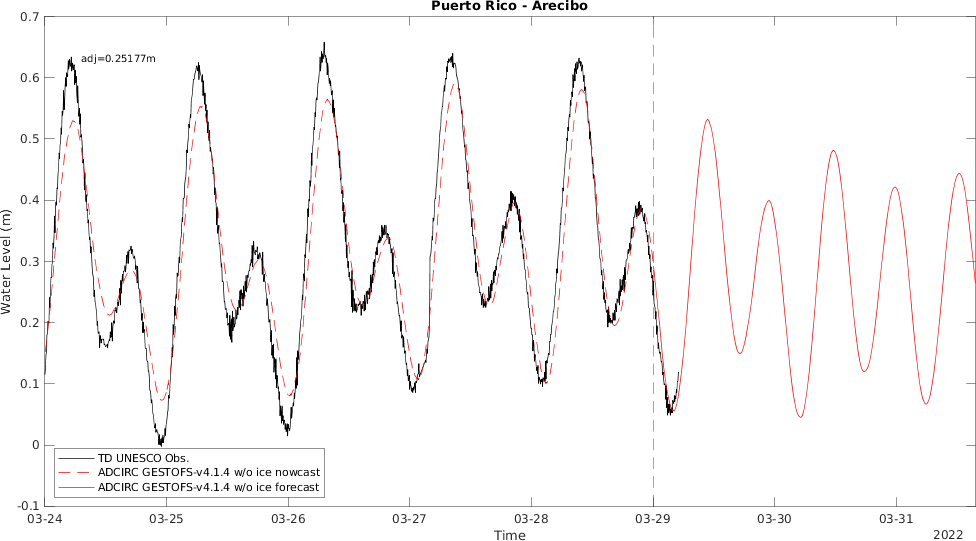 Puerto Rico - Arecibo
0.7
adj=0.25177m
0.6
0.5
0.4
0.3
0.2
0.1
0
-0.1
Water Level (m)
TD UNESCO Obs.
ADCIRC GESTOFS-v4.1.4 w/o ice nowcast
ADCIRC GESTOFS-v4.1.4 w/o ice forecast
03-24 03-25 03-26 03-27 03-28 03-29 03-30 03-31
Time
2022